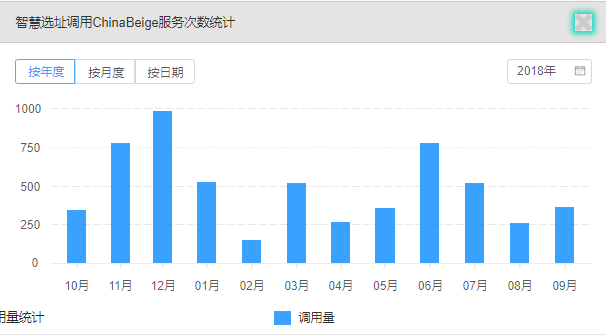 智慧选址调用ChinaBeige服务次数统计
按年度 按月度 按日期 2018年
1000
750
500
250
0
10月 11月 12月 01月 02月 03月 04月 05月 06月 07月 08月 09月
用量统计 调用量